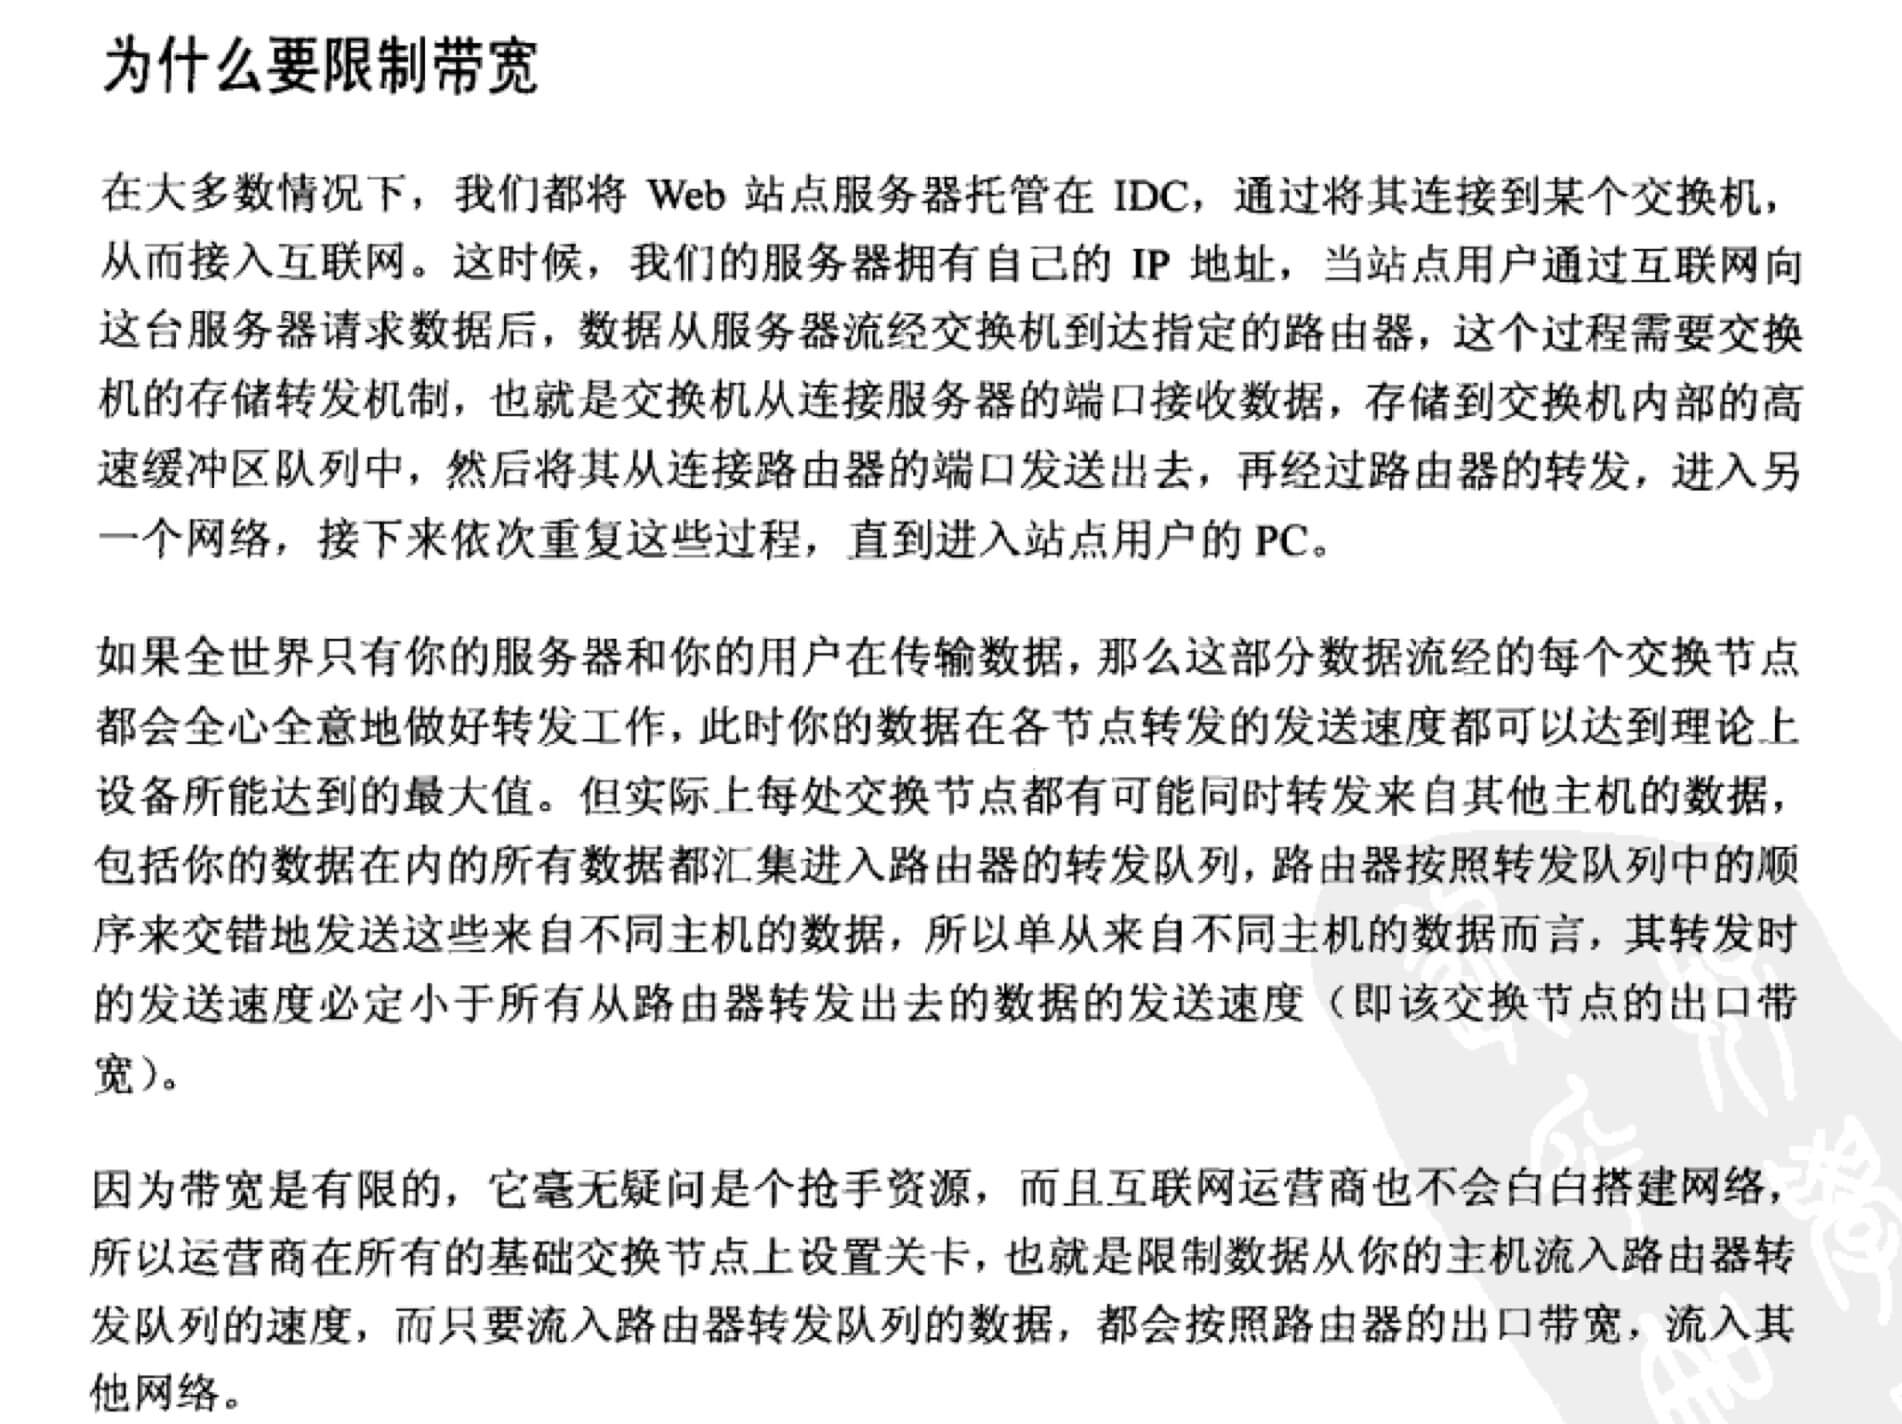 为什么要限制带宽
在大多数情况下，我们都将 Web 站点服务器托管在 IDC，通过将其连接到某个交换机，
从而接入互联网。这时候，我们的服务器拥有自己的 IP 地址，当站点用户通过互联网向
这台服务器请求数据后，数据从服务器流经交换机到达指定的路由器，这个过程需要交换
机的存储转发机制，也就是交换机从连接服务器的端口接收数据，存储到交换机内部的高
速缓冲区队列中，然后将其从连接路由器的端口发送出去，再经过路由器的转发，进入另
一个网络，接下来依次重复这些过程，直到进入站点用户的 PC。
如果全世界只有你的服务器和你的用户在传输数据，那么这部分数据流经的每个交换节点
都会全心全意地做好转发工作，此时你的数据在各节点转发的发送速度都可以达到理论上
设备所能达到的最大值。但实际上每处交换节点都有可能同时转发来自其他主机的数据，
包括你的数据在内的所有数据都汇集进入路由器的转发队列，路由器按照转发队列中的顺
序来交错地发送这些来自不同主机的数据，所以单从来自不同主机的数据而言，其转发时
的发送速度必定小于所有从路由器转发出去的数据的发送速度（即该交换节点的出口带
宽）。
因为带宽是有限的，它毫无疑问是个抢手资源，而且互联网运营商也不会白白搭建网络，
所以运营商在所有的基础交换节点上设置关卡，也就是限制数据从你的主机流入路由器转
发队列的速度，而只要流入路由器转发队列的数据，都会按照路由器的出口带宽，流入其
他网络。